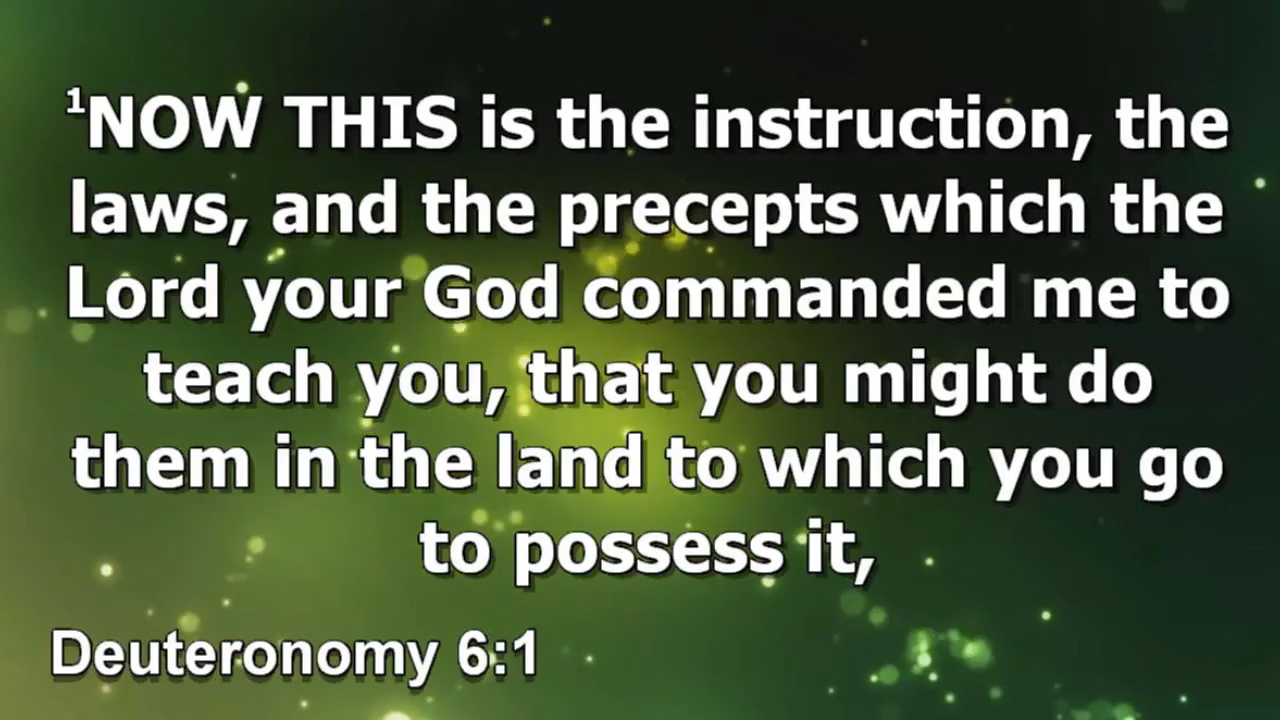 ¹NOW THIS is the instruction, the
laws, and the precepts which the
Lord your God commanded me to
teach you, that you might do
them in the land to which you go
to possess it,
Deuteronomy 6:1